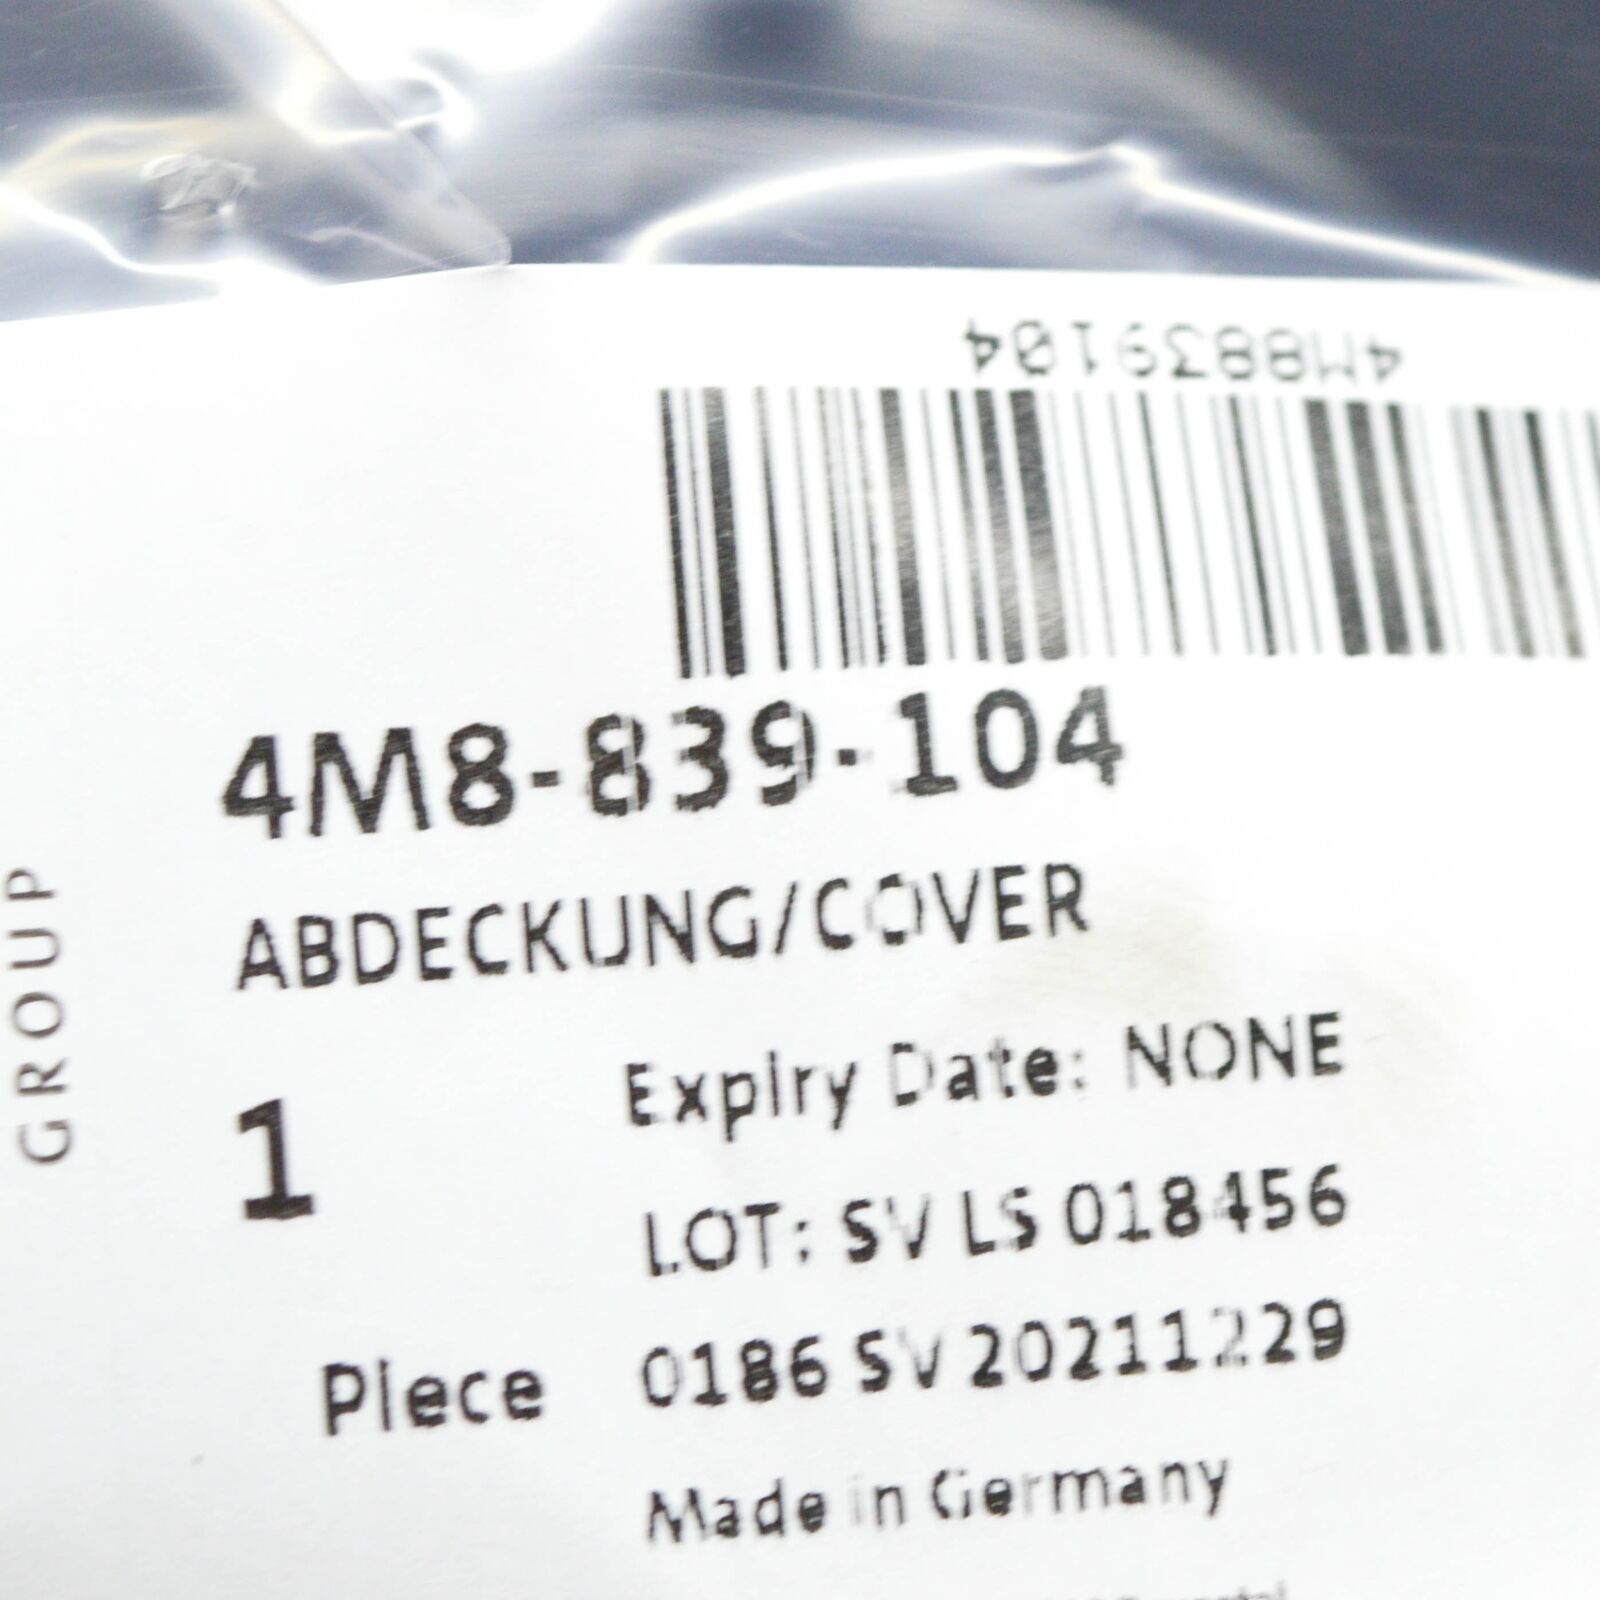 4M8839104
4M8-839-104
ABDECKUNG/COVER
GROUP
1
Expiry Date: NONE
LOT: SV LS 018456
Piece
0186 SV 20211229
Made in Germany